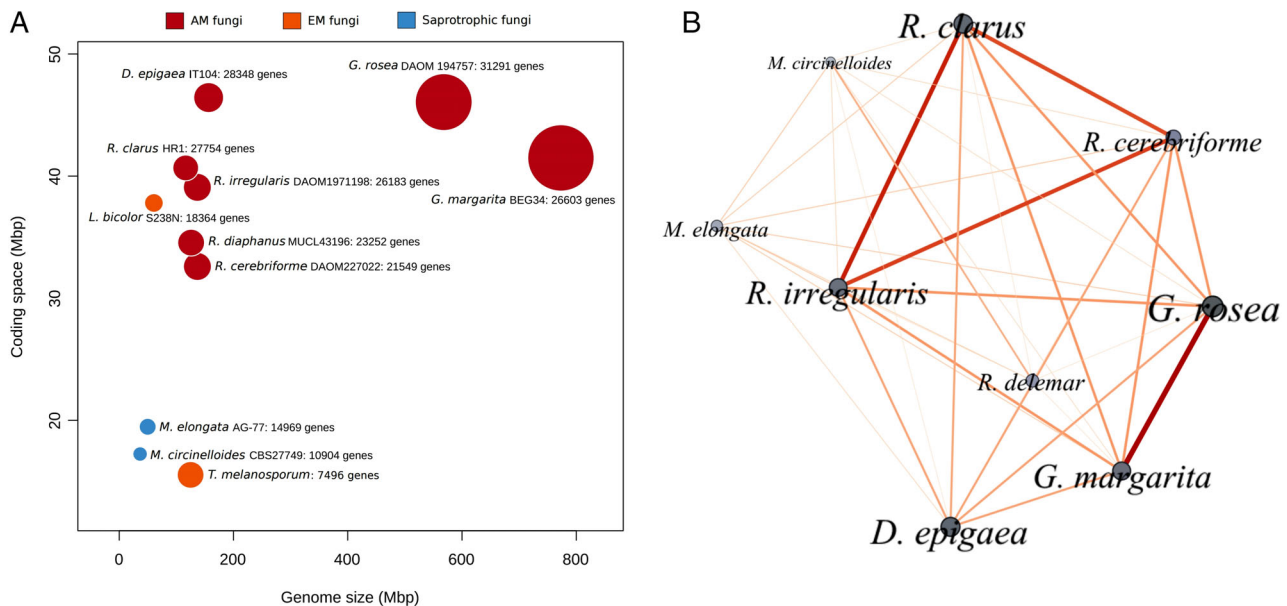 A
AM fungi
EM fungi
Saprotrophic fungi
Coding space (Mbp)
50
40
30
20
D. epigaea IT104: 28348 genes
G. rosea DAOM 194757: 31291 genes
R. clarus HR1: 27754 genes
R. irregularis DAOM1971198: 26183 genes
G. margarita BEG34: 26603 genes
L. bicolor S238N: 18364 genes
R. diaphanus MUCL43196: 23252 genes
R. cerebriforme DAOM227022: 21549 genes
M. elongata AG-77: 14969 genes
M. circinelloides CBS27749: 10904 genes
T. melanosporum: 7496 genes
0 200 400 600 800
Genome size (Mbp)
B
R. clarus
M. circinelloides
R. cerebriforme
M. elongata
R. irregularis
G. rosea
R. delemar
G. margarita
D. epigaea